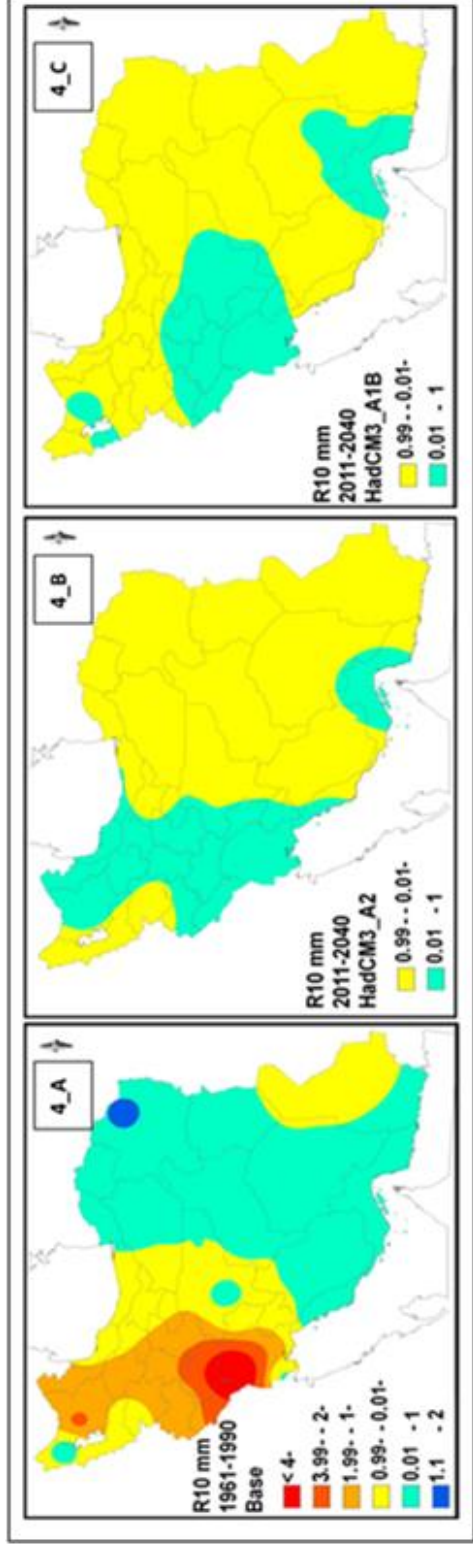 4_A
R10 mm
1961-1990
Base
< 4-
3.99- - 2-
1.99- - 1-
0.99- - 0.01-
0.01 - 1
1.1 - 2
4_B
R10 mm
2011-2040
HadCM3_A2
0.99- - 0.01-
0.01 - 1
4_C
R10 mm
2011-2040
HadCM3_A1B
0.99- - 0.01-
0.01 - 1